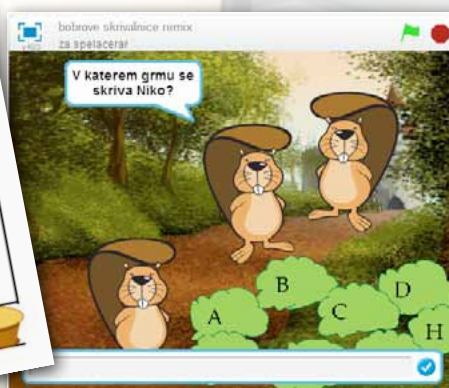 bobrove skrivalnice remix
za spelacerar
V katerem grmu se
skriva Niko?
B
D
A
C
H